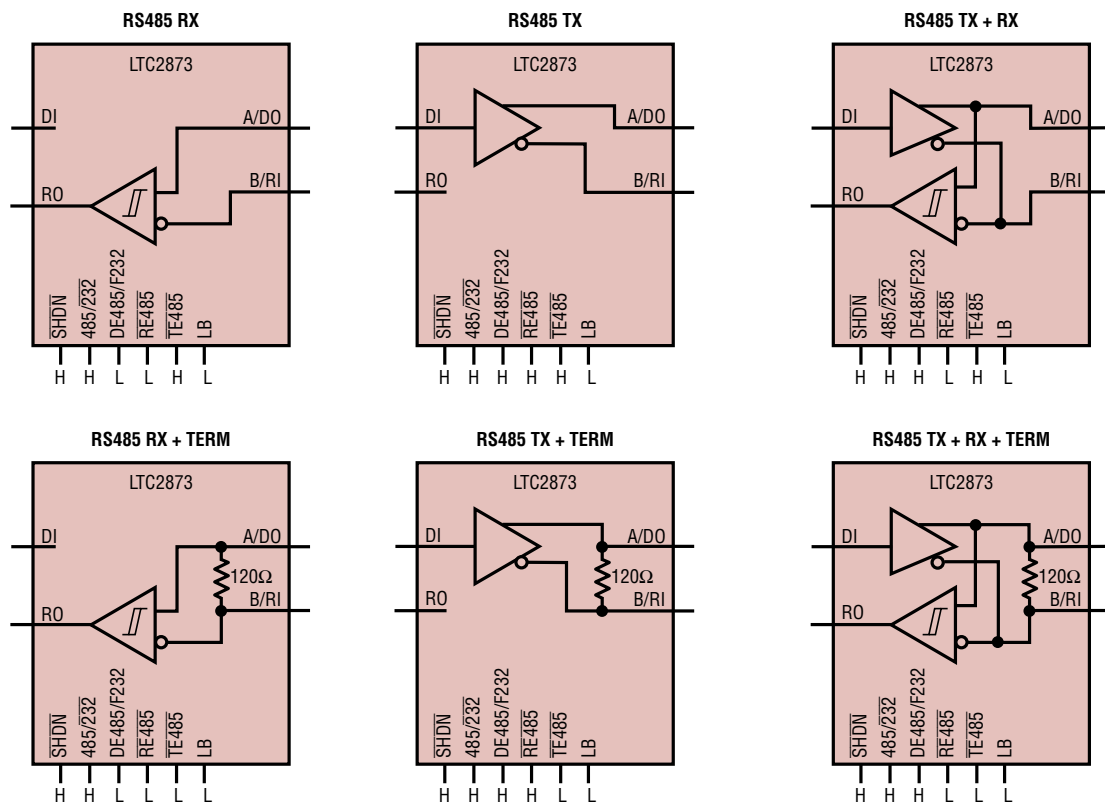 RS485 RX
LTC2873
DI
A/DO
RO
B/RI
SHDN
485/232
DE485/F232
RE485
TE485
LB
H H L L H L
RS485 TX
LTC2873
DI
A/DO
RO
B/RI
SHDN
485/232
DE485/F232
RE485
TE485
LB
H H H H H L
RS485 TX + RX
LTC2873
DI
A/DO
RO
B/RI
SHDN
485/232
DE485/F232
RE485
TE485
LB
H H H L H L
RS485 RX + TERM
LTC2873
DI
A/DO
120Ω
RO
B/RI
SHDN
485/232
DE485/F232
RE485
TE485
LB
H H L L L L
RS485 TX + TERM
LTC2873
DI
A/DO
120Ω
RO
B/RI
SHDN
485/232
DE485/F232
RE485
TE485
LB
H H H H L L
RS485 TX + RX + TERM
LTC2873
DI
A/DO
120Ω
RO
B/RI
SHDN
485/232
DE485/F232
RE485
TE485
LB
H H H L L L